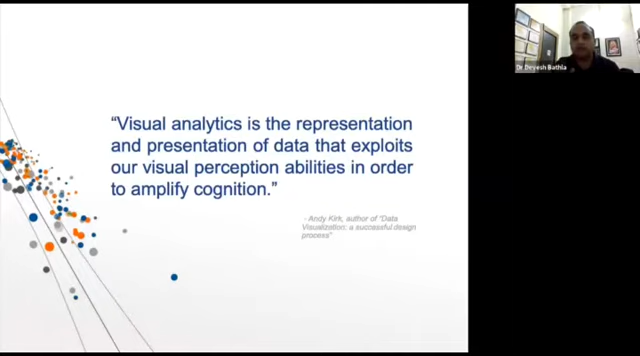 “Visual analytics is the representation
and presentation of data that exploits
our visual perception abilities in order
to amplify cognition.”
- Andy Kirk, author of “Data
Visualization: a successful design
process”
Dr. Devesh Bathla